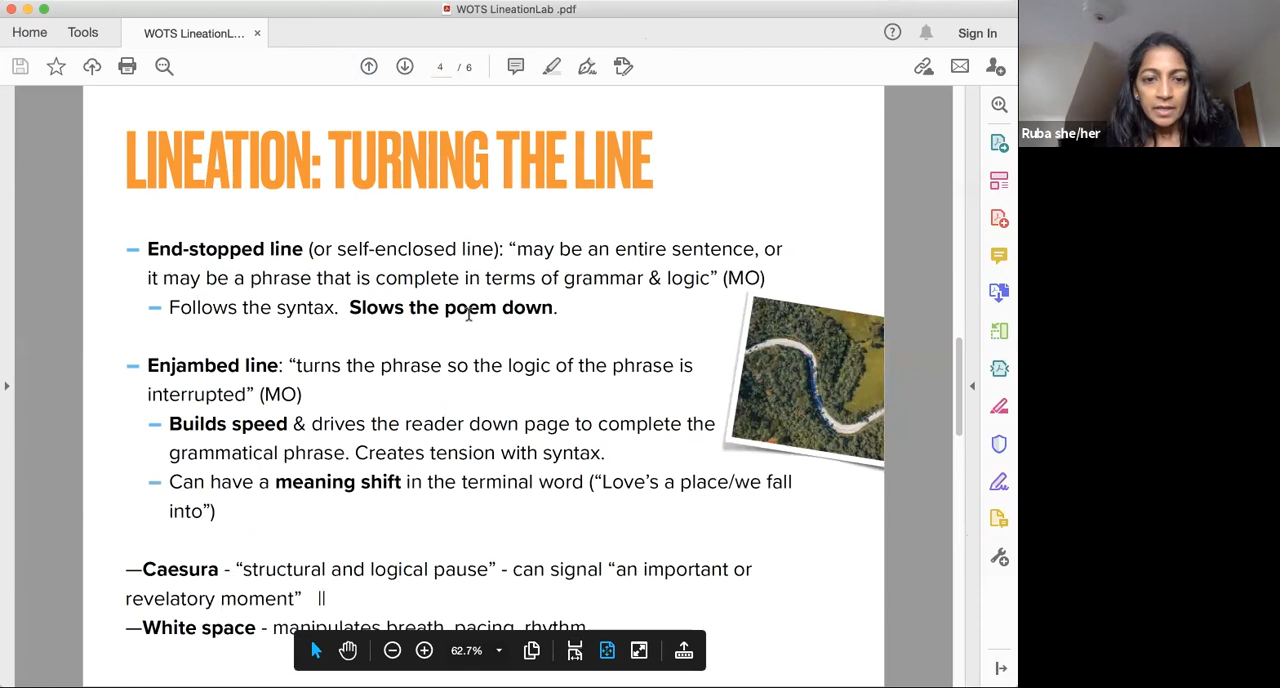 WOTS LineationLab .pdf
Home
Tools
WOTS LineationL...
Sign In
4 / 6
Ruba she/her
LINEATION: TURNING THE LINE
– End-stopped line (or self-enclosed line): “may be an entire sentence, or
it may be a phrase that is complete in terms of grammar & logic” (MO)
– Follows the syntax. Slows the poem down.
– Enjambed line: “turns the phrase so the logic of the phrase is
interrupted” (MO)
– Builds speed & drives the reader down page to complete the
grammatical phrase. Creates tension with syntax.
– Can have a meaning shift in the terminal word (“Love’s a place/we fall
into”)
—Caesura - “structural and logical pause” - can signal “an important or
revelatory moment” ||
—White space - manipulates breath, pacing, rhythm
62.7%